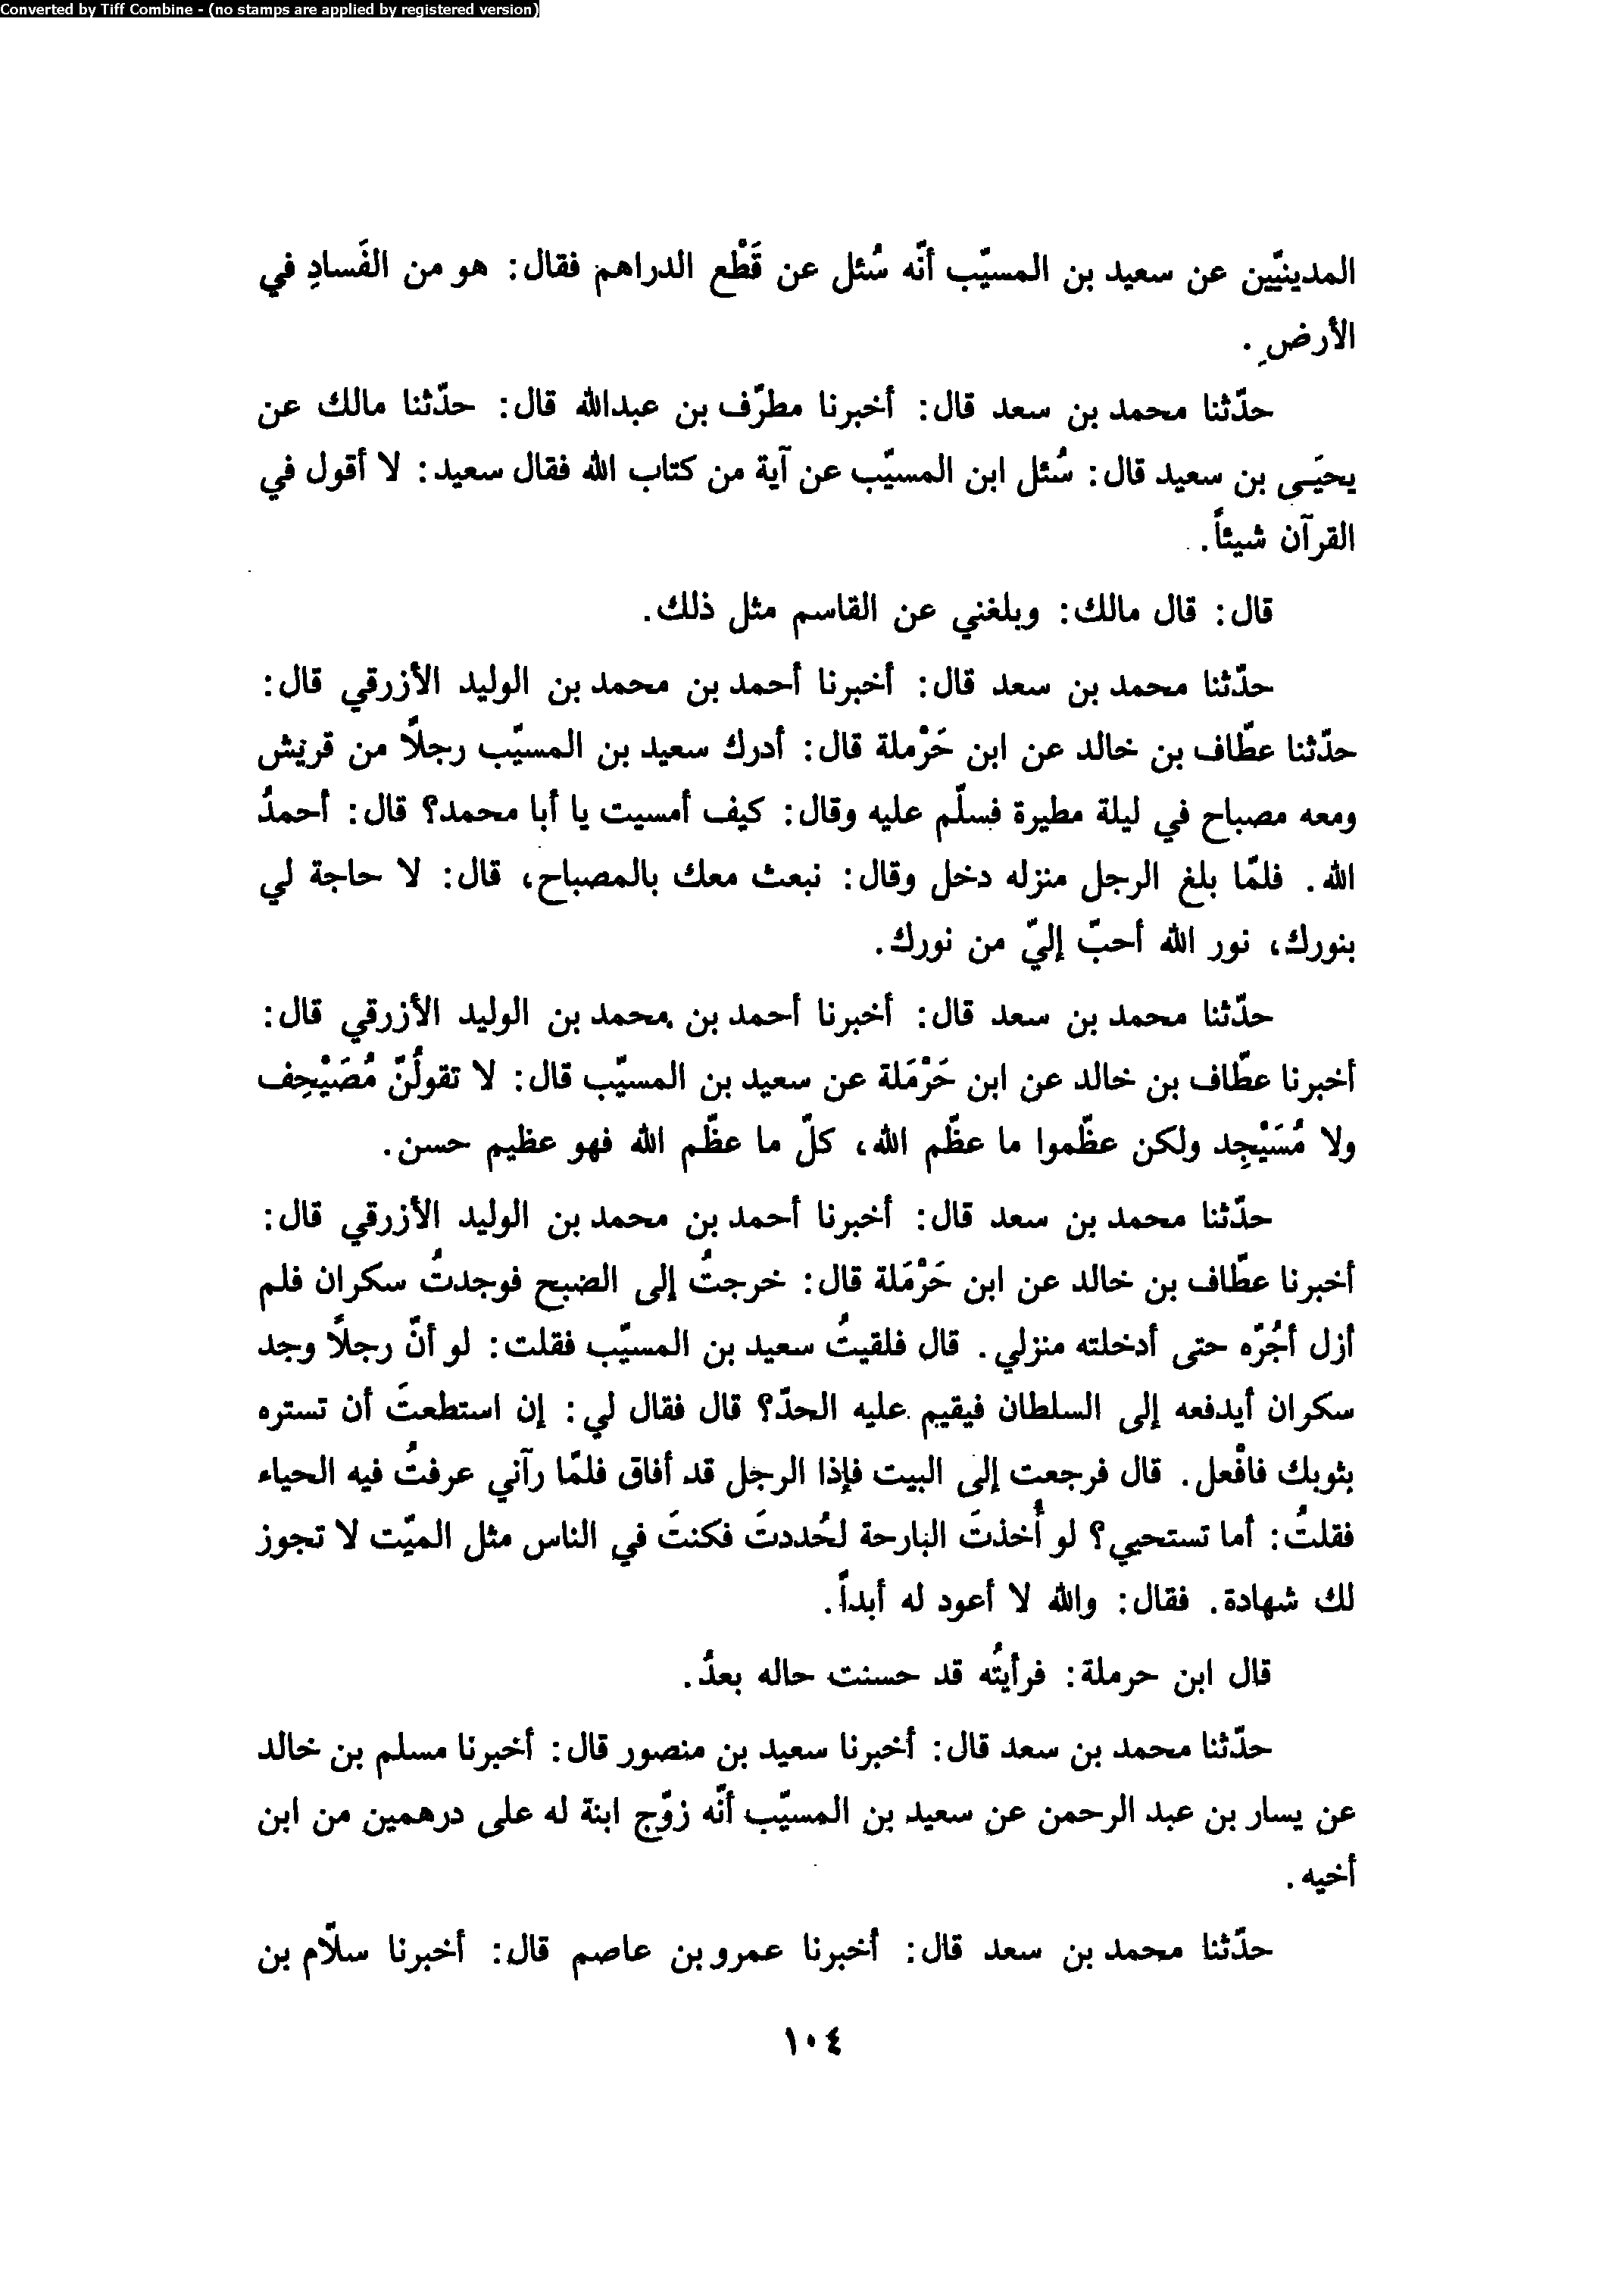 Converted by Tiff Combine - (no stamps are applied by registered version)
المدينيّين عن سعيد بن المسيّب أنّه سُئل عن قَطْع الدراهم فقال: هو من الفَسادِ في
الأرضِ.
حدّثنا محمد بن سعد قال: أخبرنا مطرّف بن عبدالله قال: حدّثنا مالك عن
يحيَـى بن سعيد قال: سُئل ابن المسيّب عن آية من كتاب الله فقال سعيد: لا أقول في
القرآن شيئاً.
قال: قال مالك: وبلغني عن القاسم مثل ذلك.
حدّثنا محمد بن سعد قال: أخبرنا أحمد بن محمد بن الوليد الأزرقي قال:
حدّثنا عطّاف بن خالد عن ابن حَرْملة قال: أدرك سعيد بن المسيّب رجلاً من قريش
ومعه مصباح في ليلة مطيرة فسلّم عليه وقال: كيف أمسيت يا أبا محمد؟ قال: أحمدُ
الله. فلمّا بلغ الرجل منزله دخل وقال: نبعث معك بالمصباح، قال: لا حاجة لي
بنورك، نور الله أحبّ إليّ من نورك.
حدّثنا محمد بن سعد قال: أخبرنا أحمد بن محمد بن الوليد الأزرقي قال:
أخبرنا عطّاف بن خالد عن ابن حَرْمَلة عن سعيد بن المسيّب قال: لا تقولُنّ مُصَيْحِف
ولا مُسَيْجِد ولكن عظّموا ما عظّم الله، كلّ ما عظّم الله فهو عظيم حسن.
حدّثنا محمد بن سعد قال: أخبرنا أحمد بن محمد بن الوليد الأزرقي قال:
أخبرنا عطّاف بن خالد عن ابن حَرْمَلة قال: خرجتُ إلى الصّبح فوجدتُ سكران فلم
أزل أجُرّه حتى أدخلته منزلي. قال فلقيتُ سعيد بن المسيّب فقلت: لو أنّ رجلاً وجد
سكران أيدفعه إلى السلطان فيقيم عليه الحدّ؟ قال فقال لي: إن استطعتَ أن تستره
بثوبك فافْعل. قال فرجعت إلى البيت فإذا الرجل قد أفاق فلمّا رآني عرفتُ فيه الحياء
فقلتُ: أما تستحيي؟ لو أُخذتَ البارحة لحُددتَ فكنتَ في الناس مثل الميّت لا تجوز
لك شهادة. فقال: والله لا أعود له أبداً.
قال ابن حرملة: فرأيتُه قد حسنت حاله بعدُ.
حدّثنا محمد بن سعد قال: أخبرنا سعيد بن منصور قال: أخبرنا مسلم بن خالد
عن يسار بن عبد الرحمن عن سعيد بن المسيّب أنّه زوّج ابنة له على درهمين من ابن
أخيه.
حدّثنا محمد بن سعد قال: أخبرنا عمرو بن عاصم قال: أخبرنا سلّام بن
١٠٤